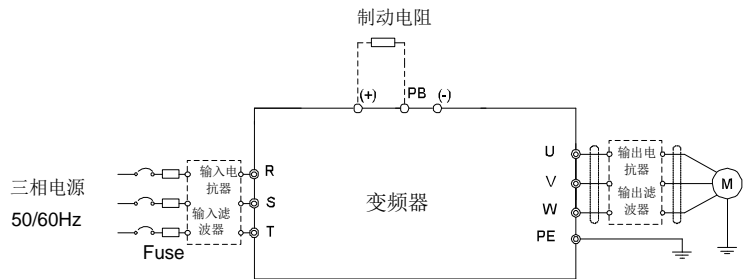 制动电阻
(+) PB (-)
三相电源
50/60Hz
Fuse
输入电
抗器
输入滤
波器
R
S
T
变频器
U
V
W
PE
输出电
抗器
输出滤
波器
M